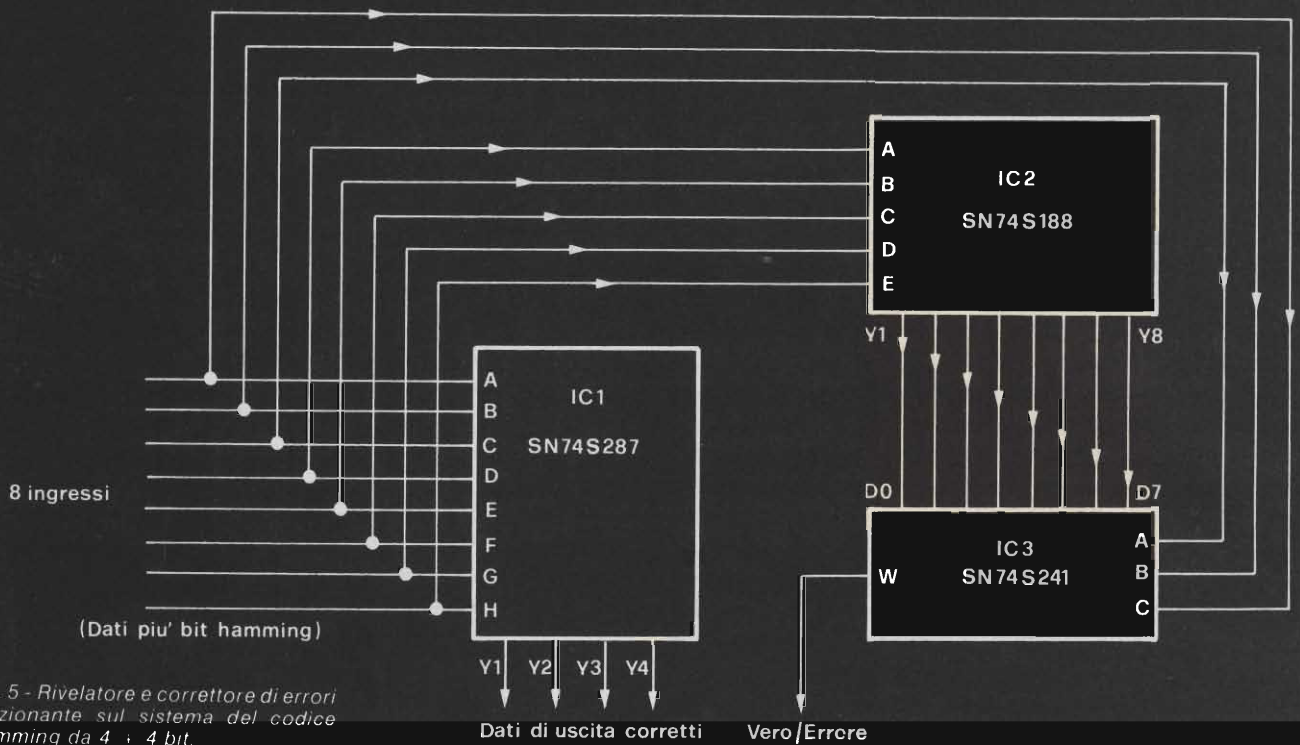 A
B
C
D
E
IC2
SN74S188
Y1
Y8
A
B
C
D
E
F
G
H
IC1
SN74S287
8 ingressi
(Dati piu' bit hamming)
Y1 Y2 Y3 Y4
Dati di uscita corretti
D0
D7
IC3
SN74S241
W
A
B
C
Vero/Errore
5 - Rivelatore e correttore di errori
zionante sul sistema del codice
mming da 4 + 4 bit.